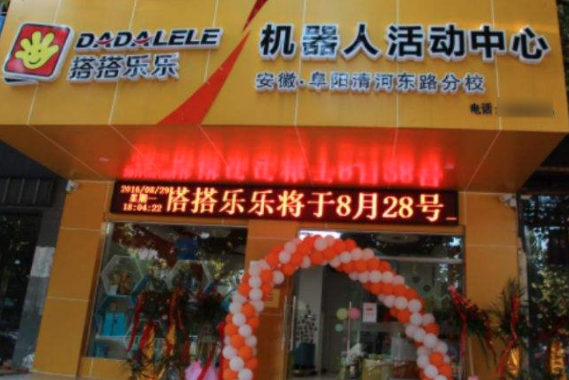 DADALELE
搭搭乐乐
机器人活动中心
安徽·阜阳清河东路分校
电话:
2016/08/29
星期一
18:04:22
搭搭乐乐将于8月28号